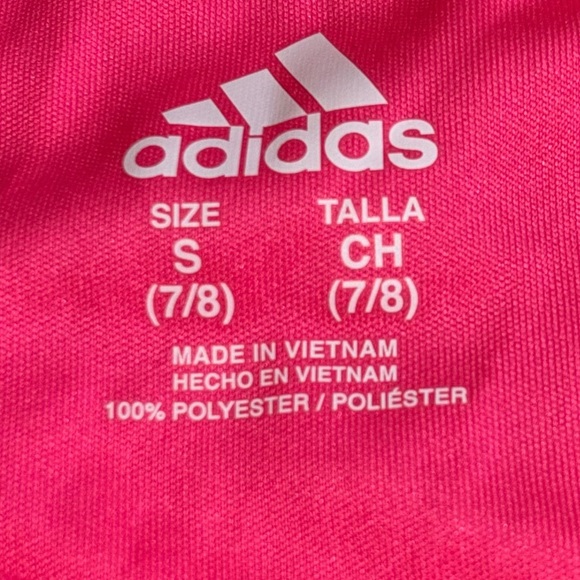 adidas
SIZE TALLA
S CH
(7/8) (7/8)
MADE IN VIETNAM
HECHO EN VIETNAM
100% POLYESTER / POLIÉSTER